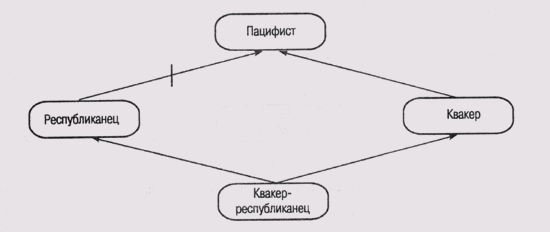 Пацифист
Республиканец
Квакер
Квакер-
республиканец